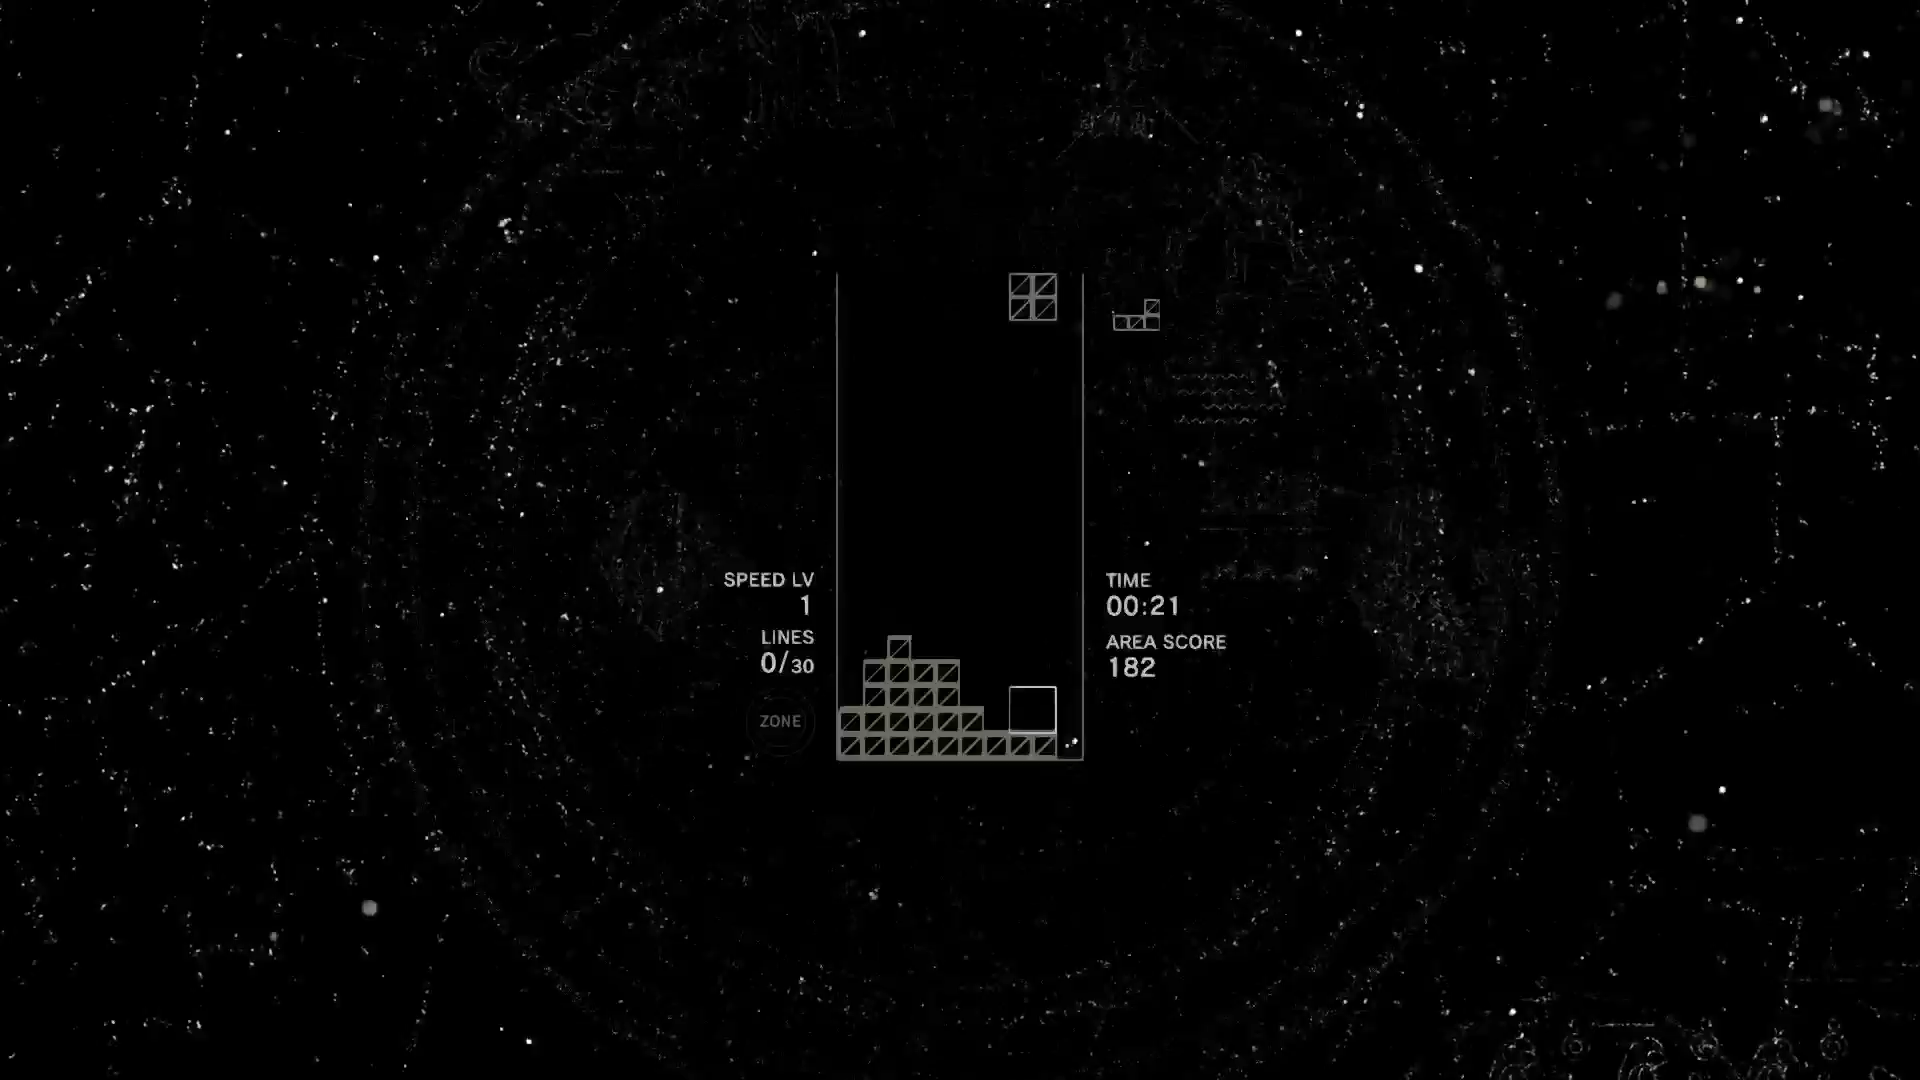 SPEED LV
1
LINES
0/30
ZONE
TIME
00:21
AREA SCORE
182